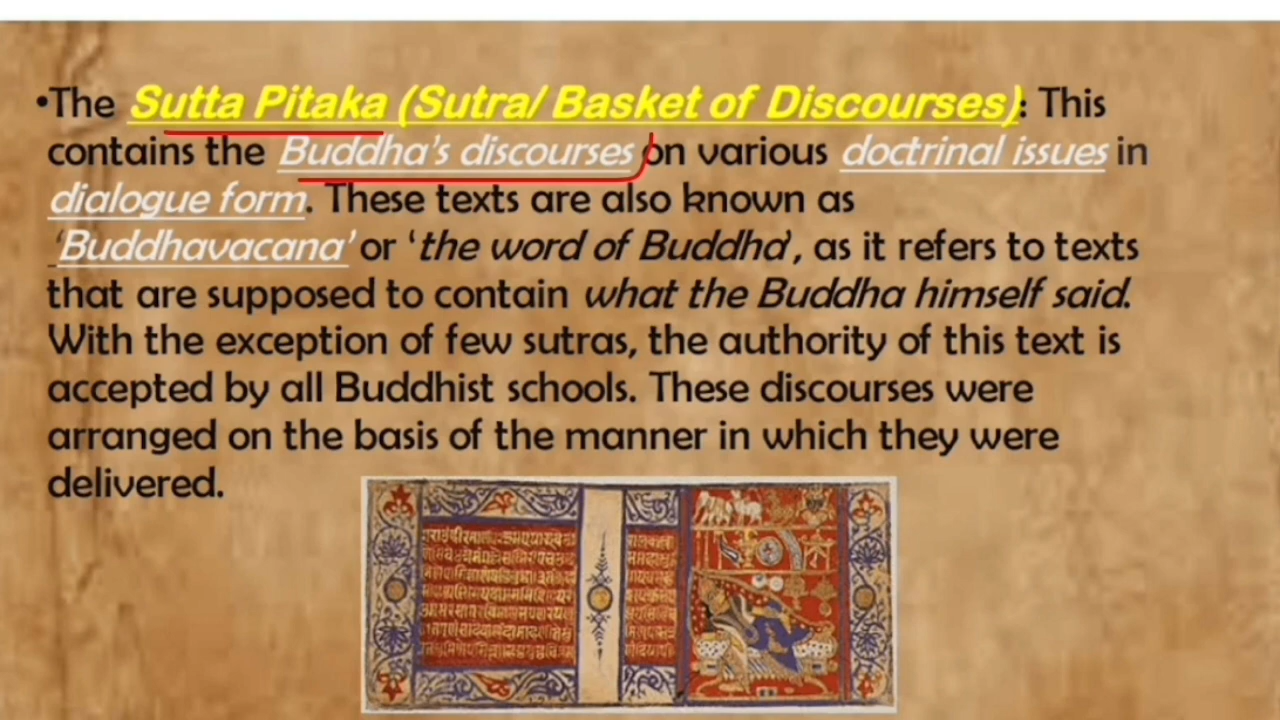 •The Sutta Pitaka (Sutra/ Basket of Discourses): This
contains the Buddha's discourses on various doctrinal issues in
dialogue form. These texts are also known as
'Buddhavacana' or 'the word of Buddha', as it refers to texts
that are supposed to contain what the Buddha himself said.
With the exception of few sutras, the authority of this text is
accepted by all Buddhist schools. These discourses were
arranged on the basis of the manner in which they were
delivered.